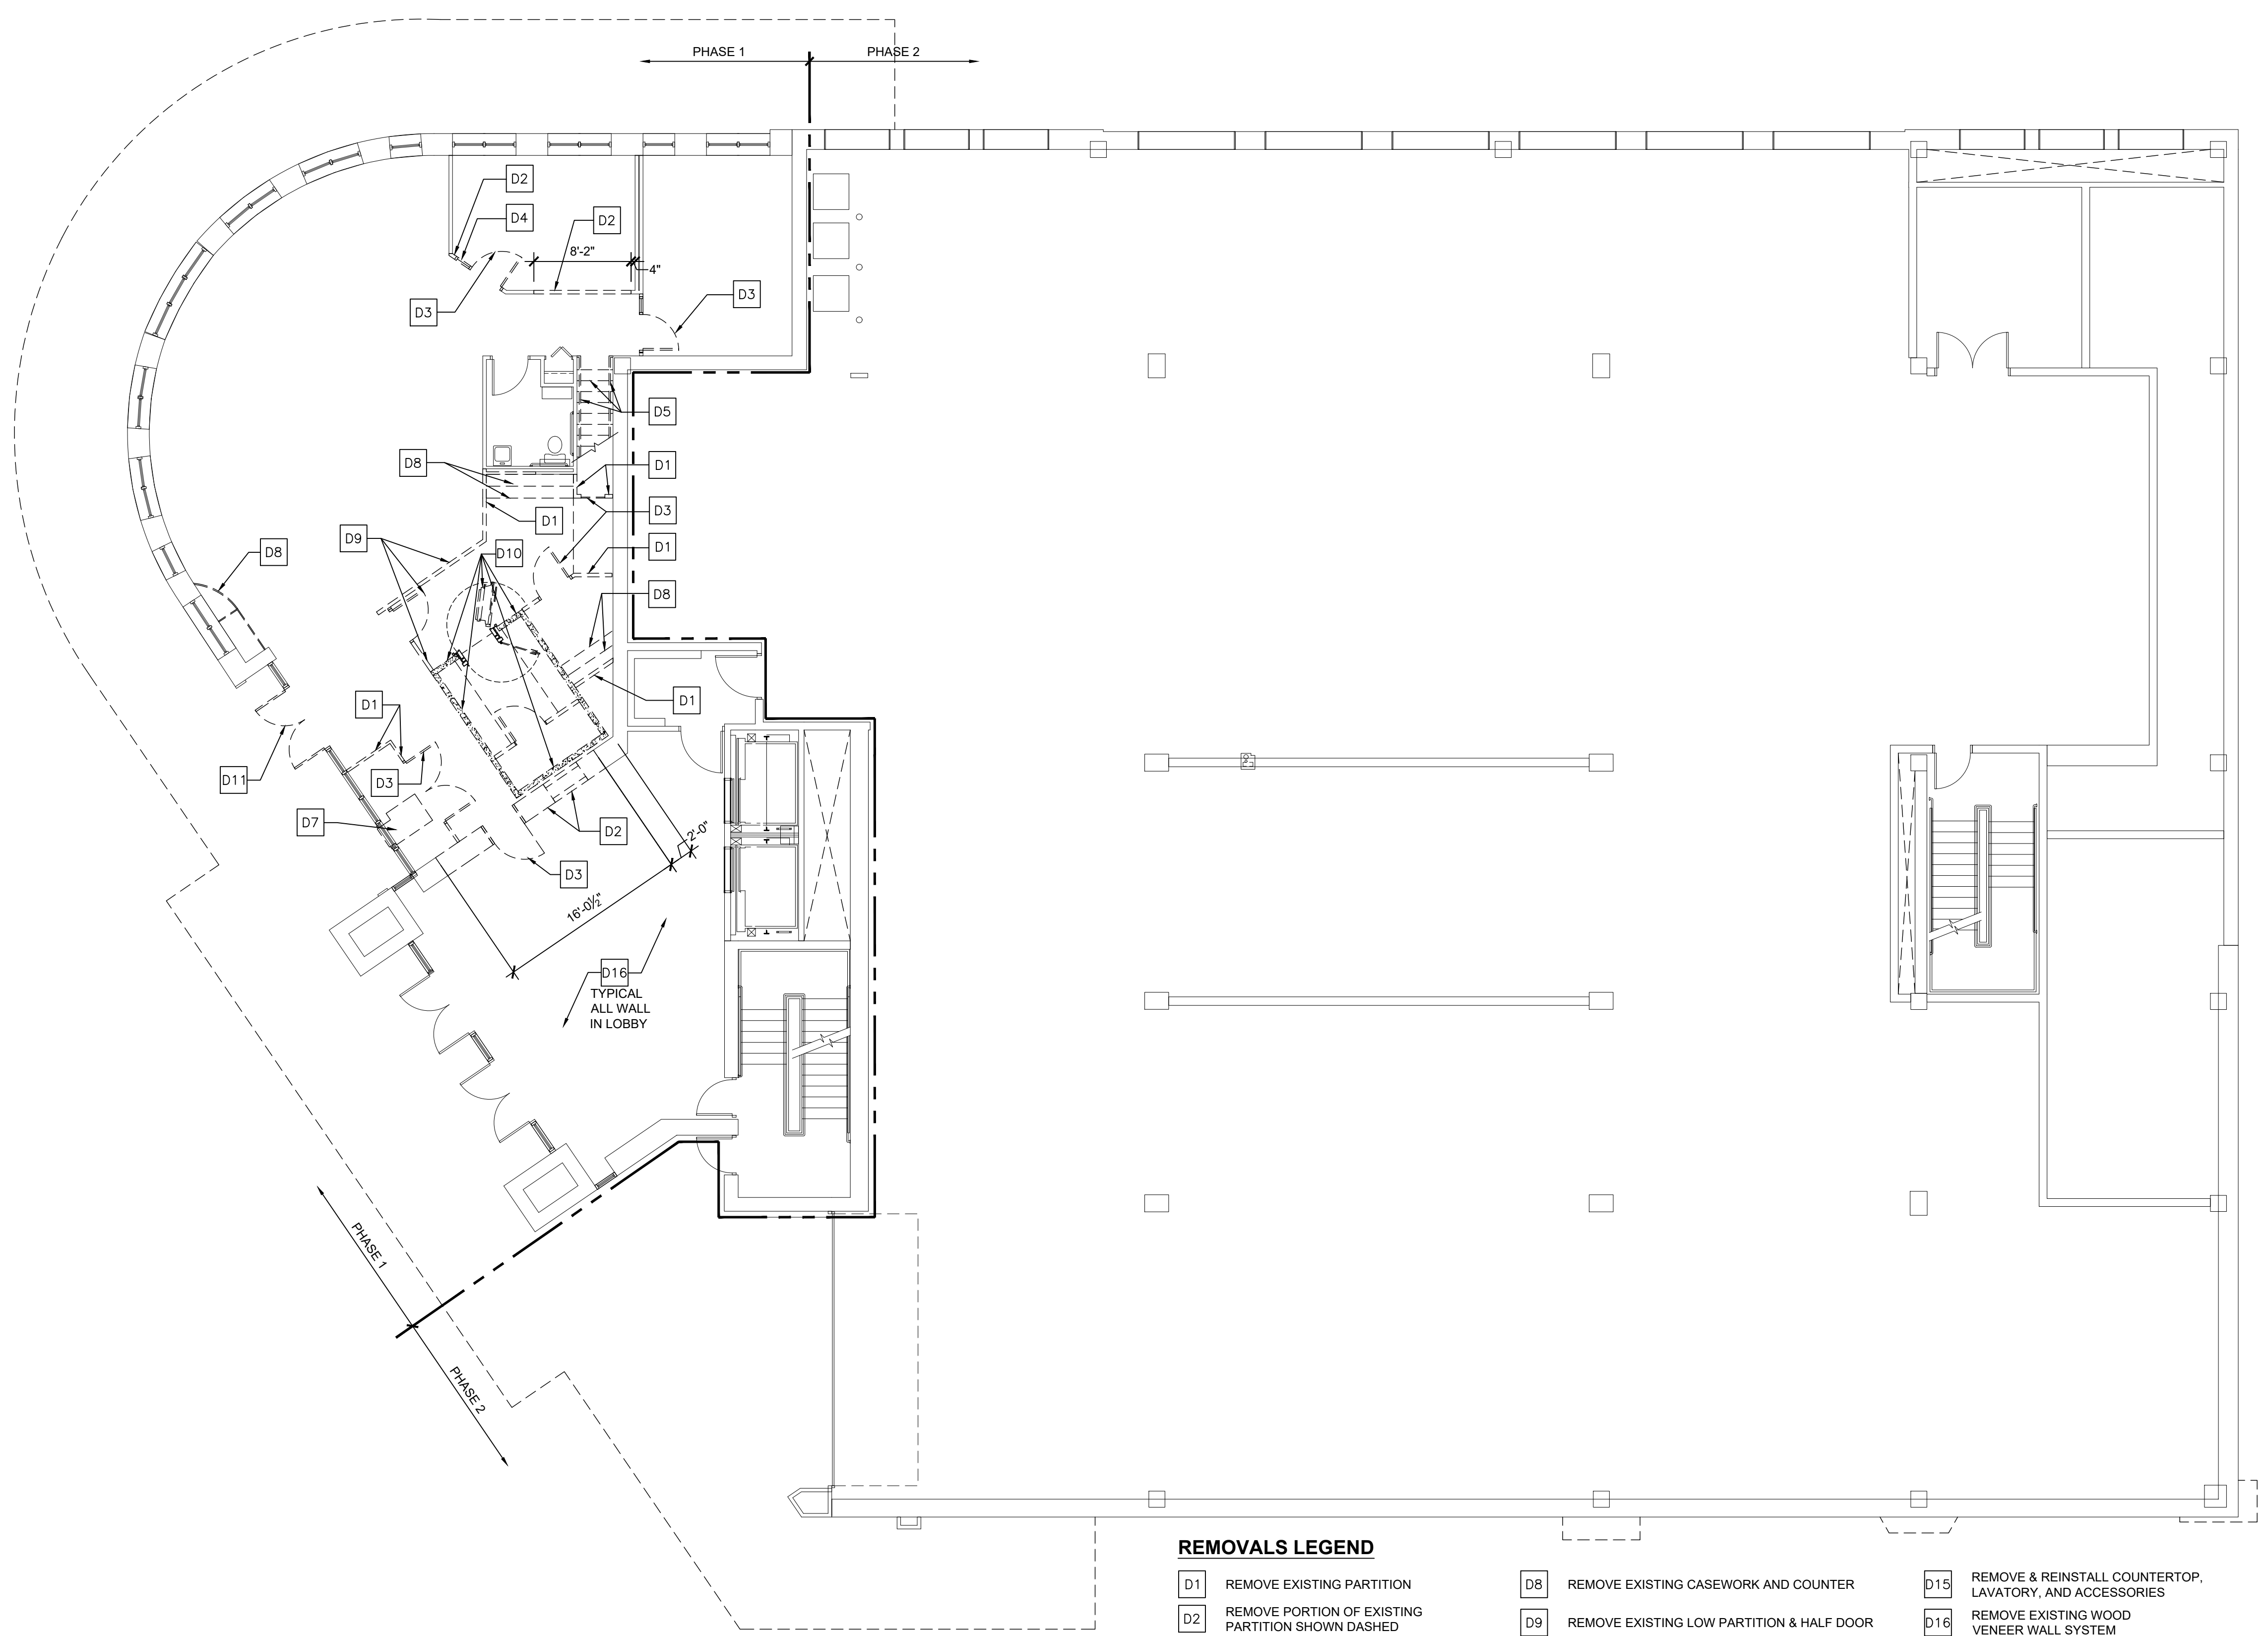 PHASE 1
PHASE 2
D2
D4
D2
8'-2"
4"
D3
D3
D5
D8
D1
D1
D3
D9
D10
D1
D8
D8
D1
D1
D3
D11
D7
D2
2'-0"
D3
16'-0½"
D16
TYPICAL
ALL WALL
IN LOBBY
PHASE 1
PHASE 2
REMOVALS LEGEND
D1 REMOVE EXISTING PARTITION
D2 REMOVE PORTION OF EXISTING
PARTITION SHOWN DASHED
D8 REMOVE EXISTING CASEWORK AND COUNTER
D9 REMOVE EXISTING LOW PARTITION & HALF DOOR
D15 REMOVE & REINSTALL COUNTERTOP,
LAVATORY, AND ACCESSORIES
D16 REMOVE EXISTING WOOD
VENEER WALL SYSTEM